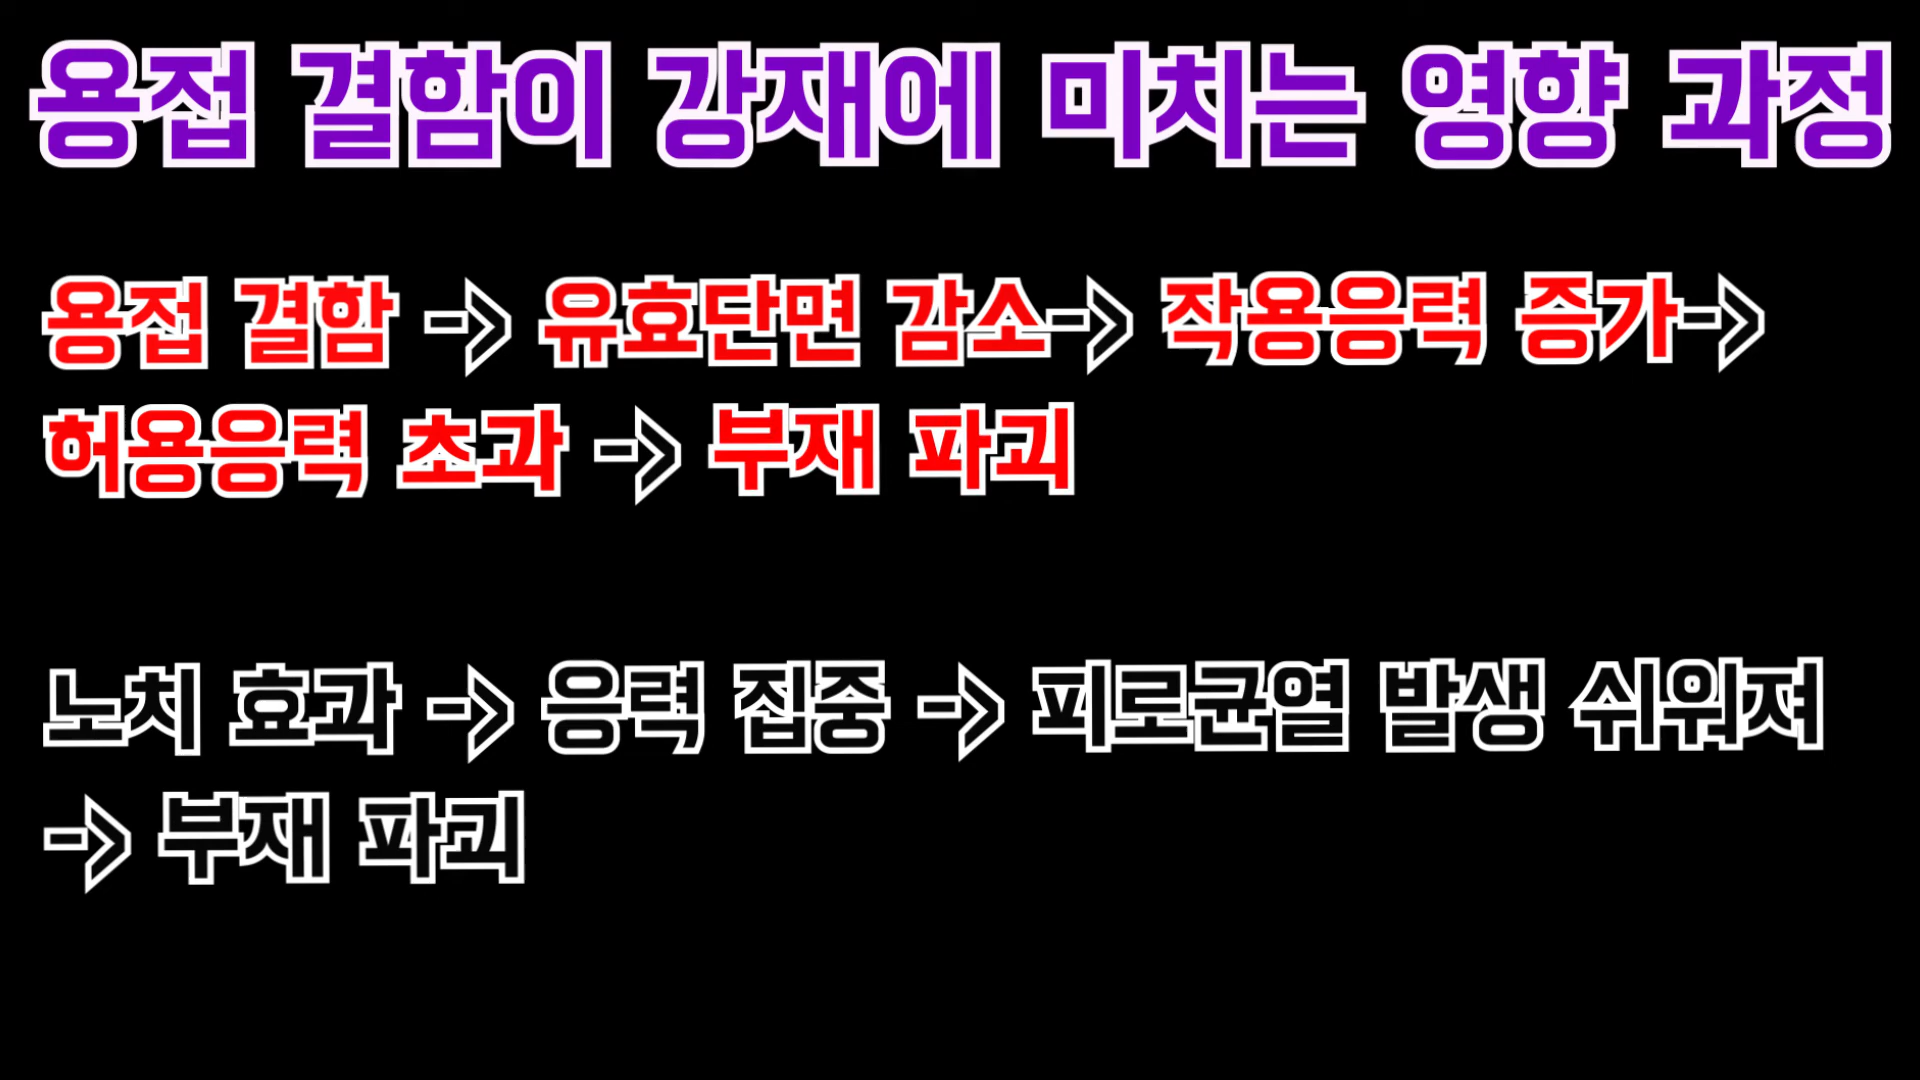 용접 결함이 강재에 미치는 영향 과정
용접 결함 -> 유효단면 감소-> 작용응력 증가->
허용응력 초과 -> 부재 파괴
노치 효과 -> 응력 집중 -> 피로균열 발생 쉬워져
-> 부재 파괴